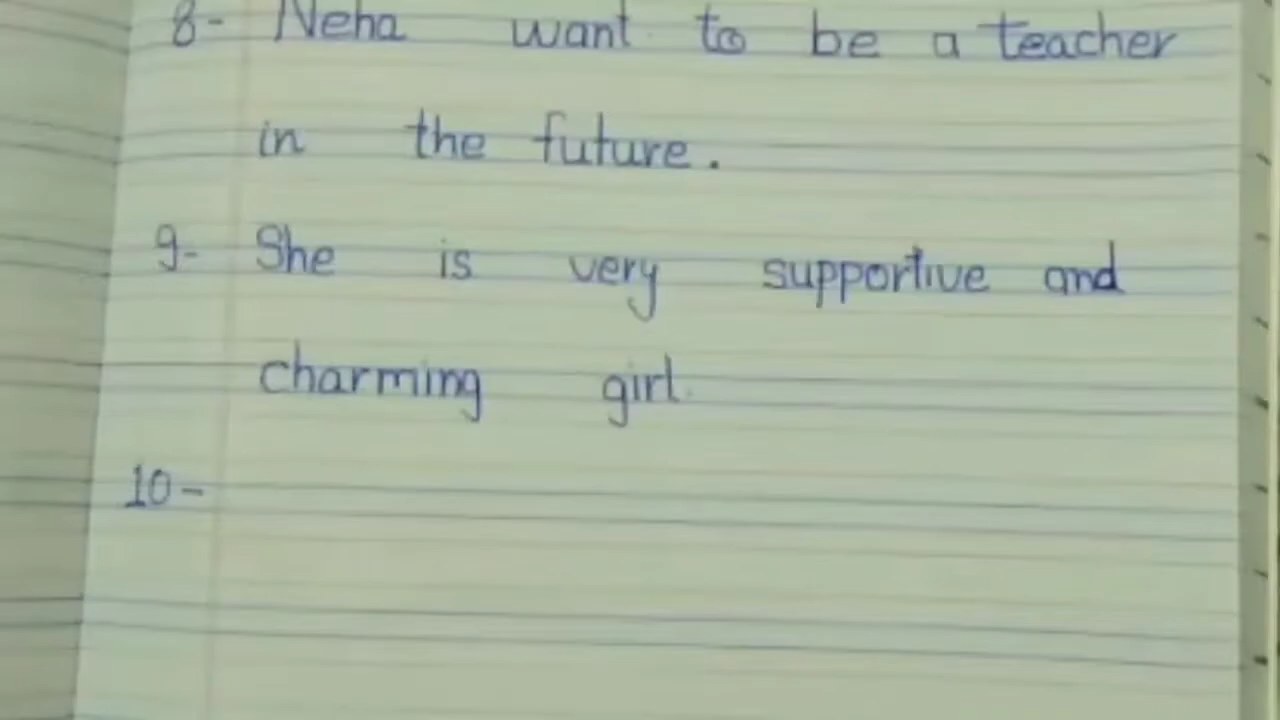 8- Neha want to be a teacher
in the future.
9- She is very supportive and
charming girl.
10-